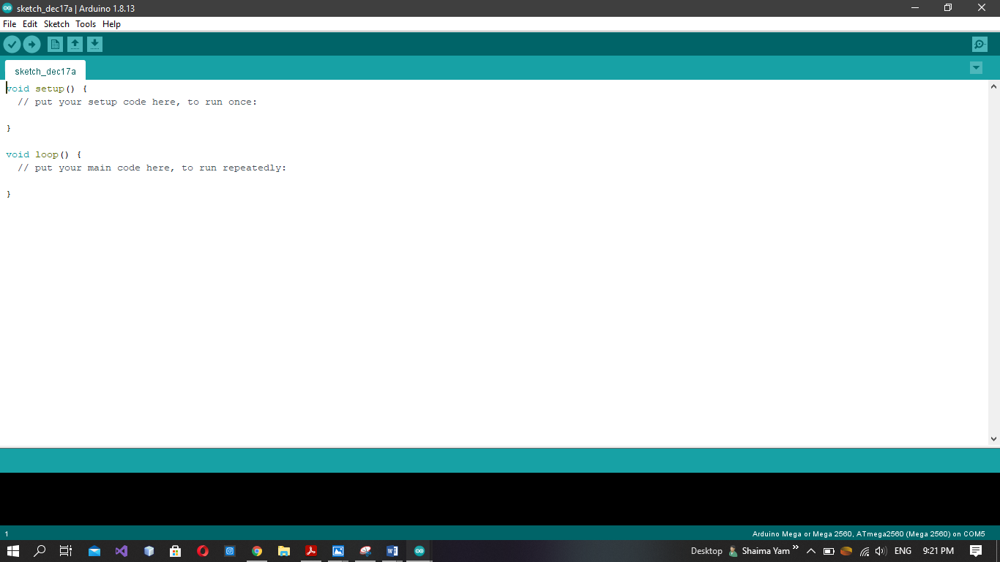 sketch_dec17a | Arduino 1.8.13
File Edit Sketch Tools Help
sketch_dec17a
void setup() {
  // put your setup code here, to run once:
}
void loop() {
  // put your main code here, to run repeatedly:
}
1
Arduino Mega or Mega 2560, ATmega2560 (Mega 2560) on COM5
Desktop Shaima Yam » ENG 9:21 PM